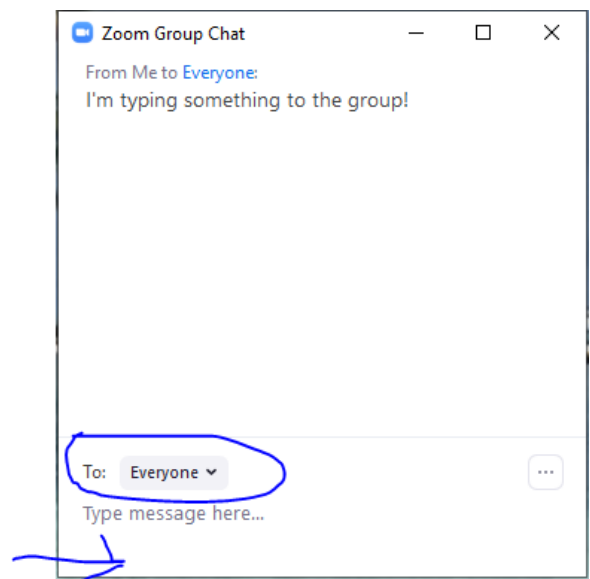 Zoom Group Chat
From Me to Everyone:
I'm typing something to the group!
To: Everyone
Type message here...